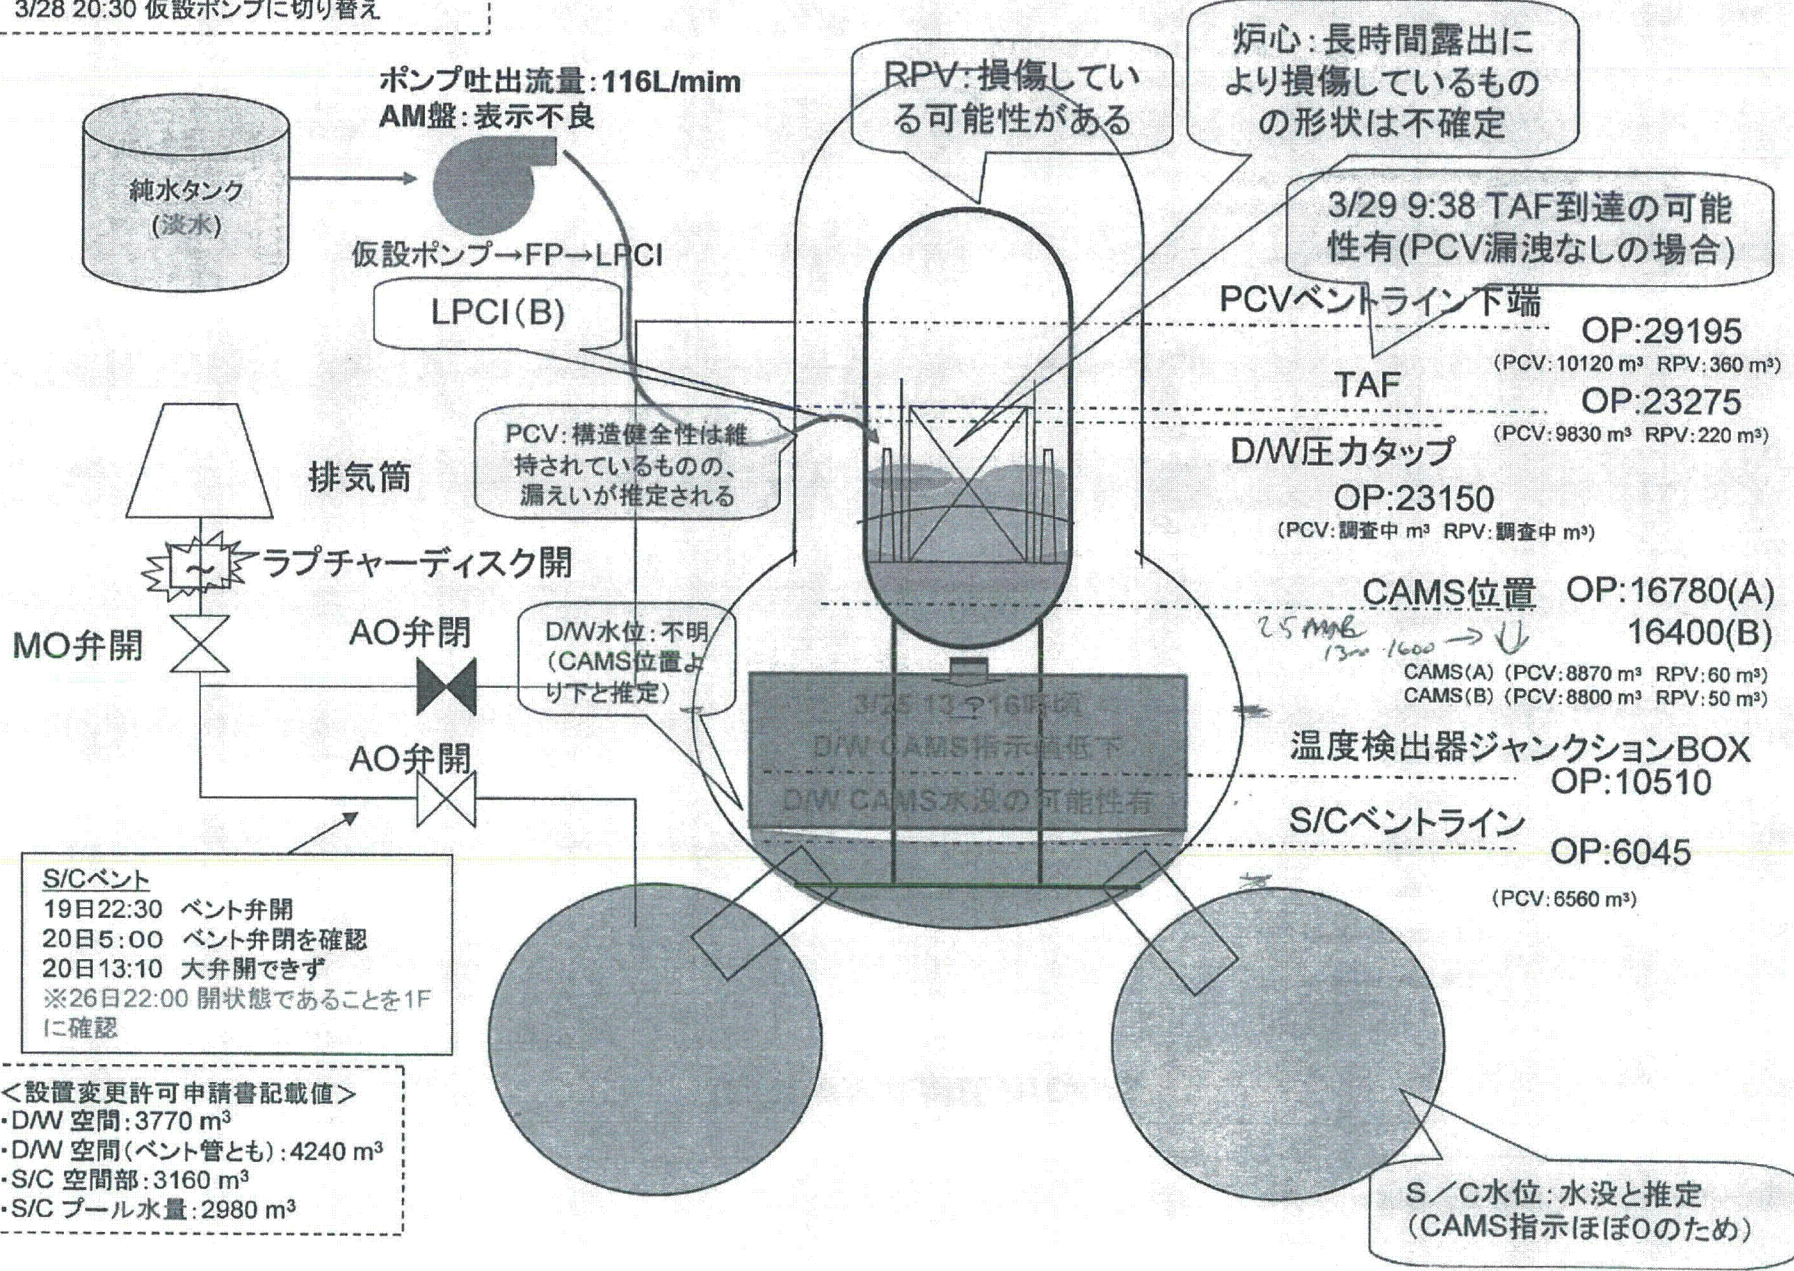 3/28 20:30 仮設ポンプに切り替え
ポンプ吐出流量：116L/mim
AM盤：表示不良
純水タンク
(淡水)
仮設ポンプ→FP→LPCI
LPCI(B)
RPV：損傷してい
る可能性がある
炉心：長時間露出に
より損傷しているもの
の形状は不確定
3/29 9:38 TAF到達の可能
性有(PCV漏洩なしの場合)
PCVベントライン下端
OP:29195
(PCV:10120 m³ RPV:360 m³)
TAF
OP:23275
(PCV:9830 m³ RPV:220 m³)
D/W圧力タップ
OP:23150
(PCV:調査中 m³ RPV:調査中 m³)
PCV：構造健全性は維
持されているものの、
漏えいが推定される
排気筒
ラプチャーディスク開
~
MO弁開
AO弁閉
AO弁開
D/W水位：不明
(CAMS位置よ
り下と推定)
CAMS位置 OP:16780(A)
16400(B)
25
1600 →
CAMS(A) (PCV:8870 m³ RPV:60 m³)
CAMS(B) (PCV:8800 m³ RPV:50 m³)
?
3/25 13 16時頃
D/W CAMS指示値低下
D/W CAMS水没の可能性有
温度検出器ジャンクションBOX
OP:10510
S/Cベントライン
OP:6045
(PCV:6560 m³)
S/Cベント
19日22:30 ベント弁開
20日5:00 ベント弁閉を確認
20日13:10 大弁開できず
※26日22:00 開状態であることを1F
に確認
＜設置変更許可申請書記載値＞
・D/W 空間：3770 m³
・D/W 空間(ベント管とも)：4240 m³
・S/C 空間部：3160 m³
・S/C プール水量：2980 m³
S／C水位：水没と推定
(CAMS指示ほぼ0のため)